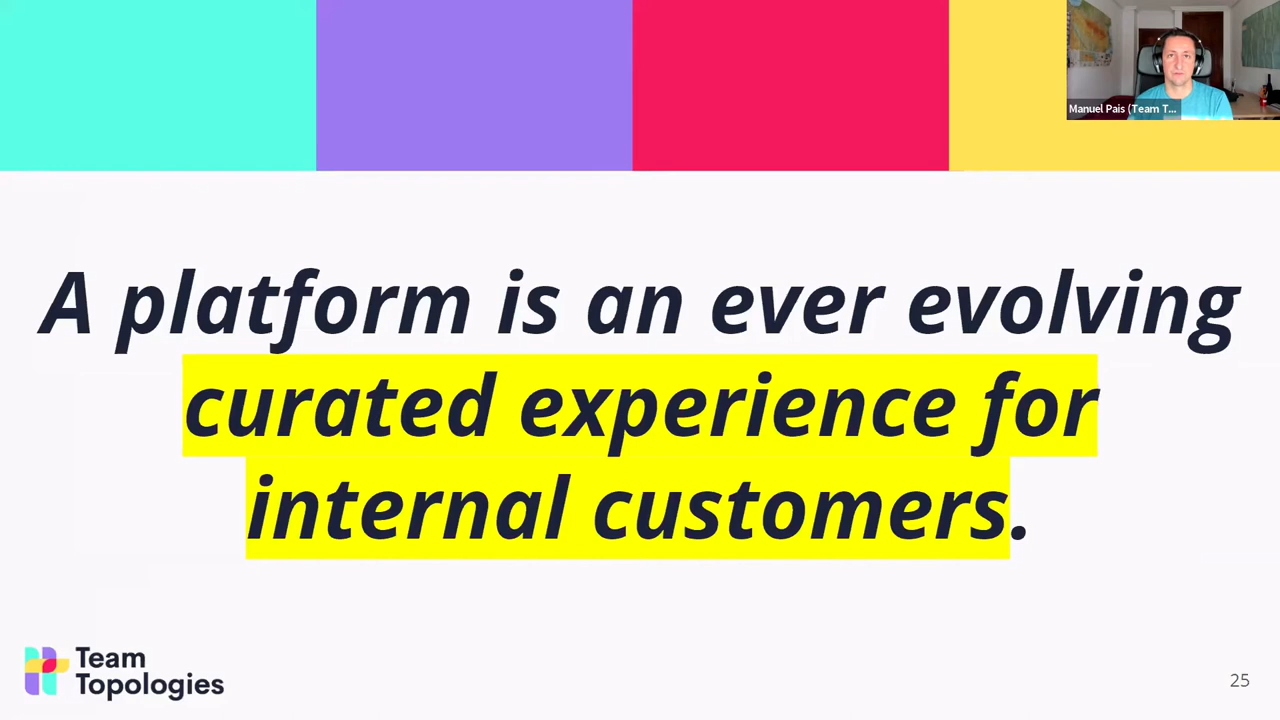 Manuel Pais (Team T...
A platform is an ever evolving
curated experience for
internal customers.
Team
Topologies
25